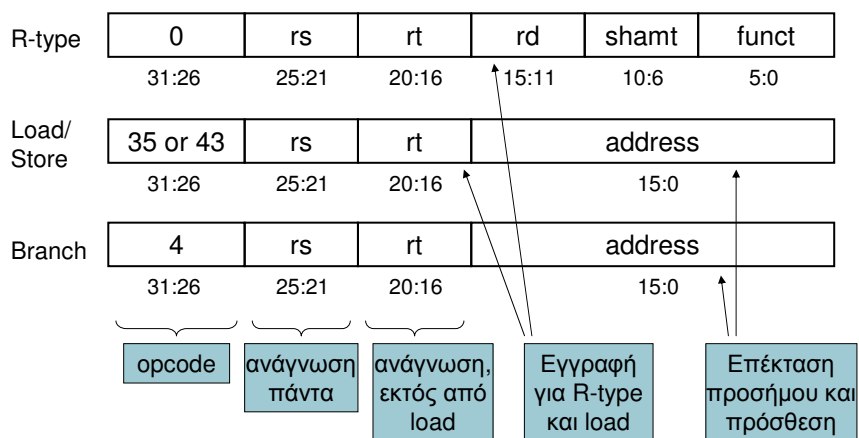 R-type 0 rs rt rd shamt funct
31:26 25:21 20:16 15:11 10:6 5:0
Load/
Store 35 or 43 rs rt address
31:26 25:21 20:16 15:0
Branch 4 rs rt address
31:26 25:21 20:16 15:0
opcode
ανάγνωση
πάντα
ανάγνωση,
εκτός από
load
Εγγραφή
για R-type
και load
Επέκταση
προσήμου και
πρόσθεση